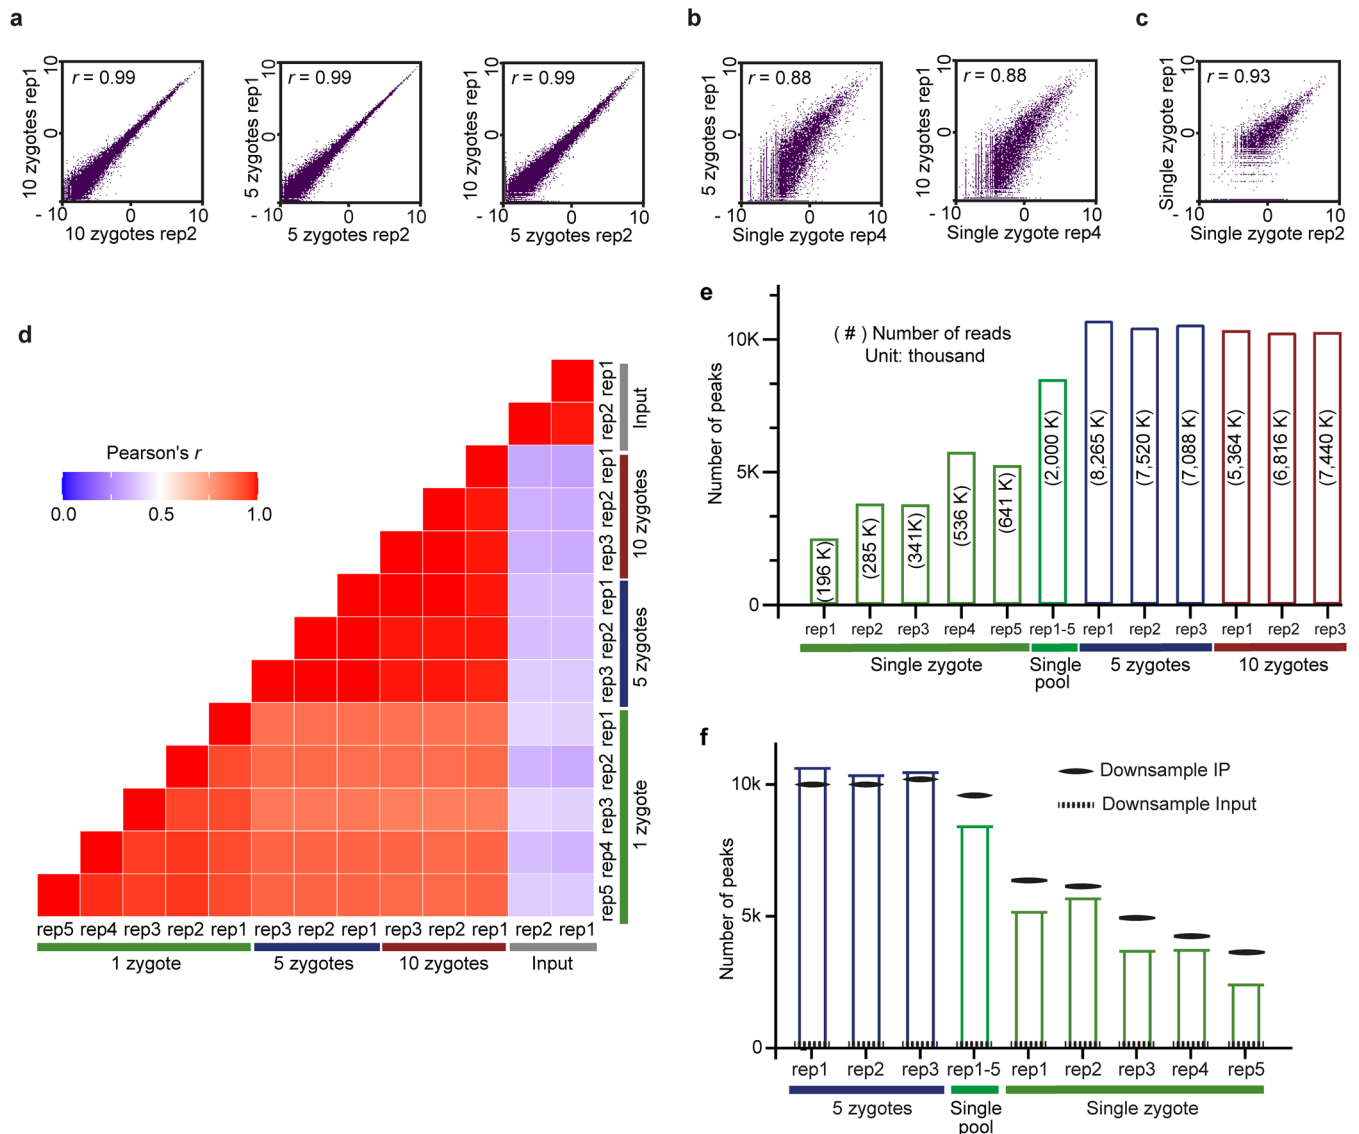 a
10 zygotes rep1
10
0
- 10
r = 0.99
0
10
10 zygotes rep2
5 zygotes rep1
10
0
- 10
r = 0.99
0
10
5 zygotes rep2
10 zygotes rep1
10
0
- 10
r = 0.99
0
10
5 zygotes rep2
b
5 zygotes rep1
10
0
- 10
r = 0.88
0
10
Single zygote rep4
10 zygotes rep1
10
0
- 10
r = 0.88
0
10
Single zygote rep4
c
Single zygote rep1
10
0
- 10
r = 0.93
0
10
Single zygote rep2
d
Pearson's r
0.0 0.5 1.0
rep1
rep2
Input
rep1
rep2
rep3
10 zygotes
rep1
rep2
rep3
5 zygotes
rep1
rep2
rep3
rep4
rep5
1 zygote
rep5 rep4 rep3 rep2 rep1 rep3 rep2 rep1 rep3 rep2 rep1 rep2 rep1
1 zygote 5 zygotes 10 zygotes Input
e
Number of peaks
10K
5K
0
( # ) Number of reads
Unit: thousand
(196 K)
(285 K)
(341K)
(536 K)
(641 K)
(2,000 K)
(8,265 K)
(7,520 K)
(7,088 K)
(5,364 K)
(6,816 K)
(7,440 K)
rep1 rep2 rep3 rep4 rep5 rep1-5 rep1 rep2 rep3 rep1 rep2 rep3
Single zygote Single 5 zygotes 10 zygotes
pool
f
Number of peaks
10k
5k
0
Downsample IP
Downsample Input
rep1 rep2 rep3 rep1-5 rep1 rep2 rep3 rep4 rep5
5 zygotes Single Single zygote
pool